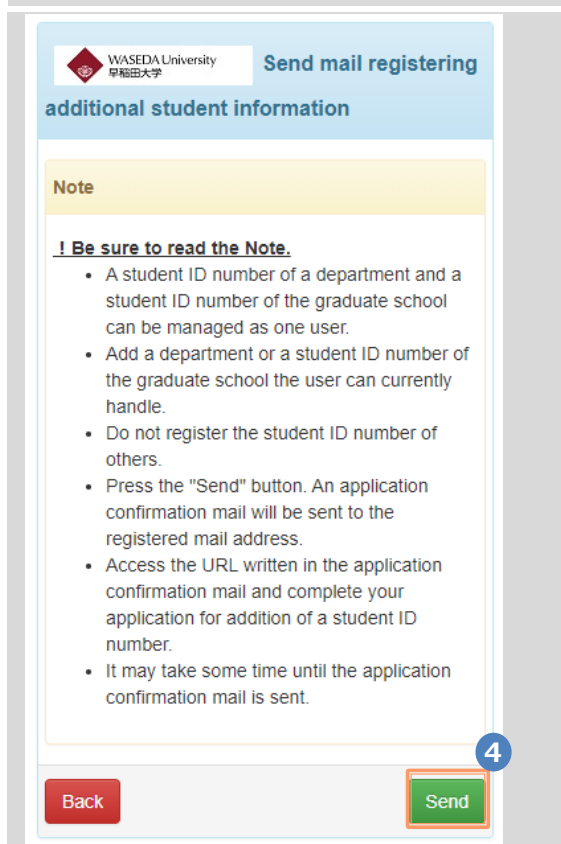 WASEDA University
早稲田大学
Send mail registering
additional student information
Note
! Be sure to read the Note.
• A student ID number of a department and a
student ID number of the graduate school
can be managed as one user.
• Add a department or a student ID number of
the graduate school the user can currently
handle.
• Do not register the student ID number of
others.
• Press the "Send" button. An application
confirmation mail will be sent to the
registered mail address.
• Access the URL written in the application
confirmation mail and complete your
application for addition of a student ID
number.
• It may take some time until the application
confirmation mail is sent.
4
Back
Send